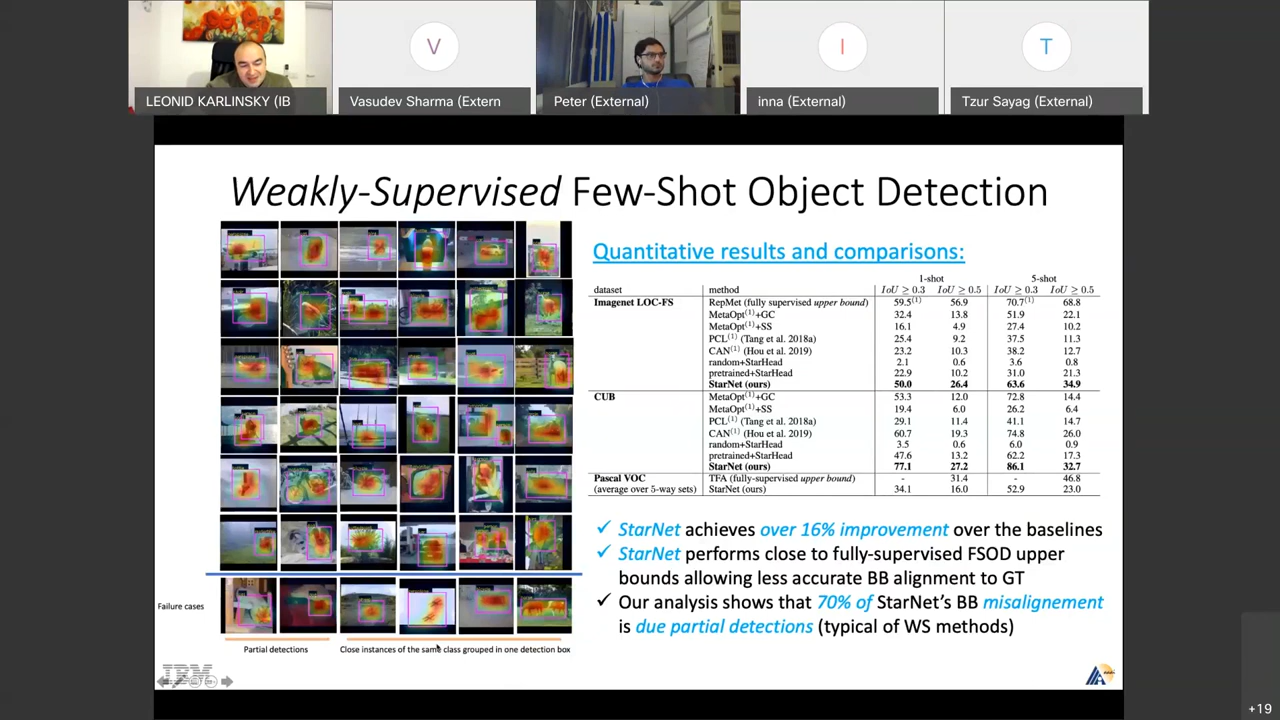 V
I
T
LEONID KARLINSKY (IB
Vasudev Sharma (Extern
Peter (External)
inna (External)
Tzur Sayag (External)
Weakly-Supervised Few-Shot Object Detection
Quantitative results and comparisons:
1-shot 5-shot
dataset method IoU ≥ 0.3 IoU ≥ 0.5 IoU ≥ 0.3 IoU ≥ 0.5
Imagenet LOC-FS RepMet (fully supervised upper bound) 59.5(1) 56.9 70.7(1) 68.8
MetaOpt(1)+GC 32.4 13.8 51.9 22.1
MetaOpt(1)+SS 16.1 4.9 27.4 10.2
PCL(1) (Tang et al. 2018a) 25.4 9.2 37.5 11.3
CAN(1) (Hou et al. 2019) 23.2 10.3 38.2 12.7
random+StarHead 2.1 0.6 3.6 0.8
pretrained+StarHead 22.9 10.2 31.0 21.3
StarNet (ours) 50.0 26.4 63.6 34.9
CUB MetaOpt(1)+GC 53.3 12.0 72.8 14.4
MetaOpt(1)+SS 19.4 6.0 26.2 6.4
PCL(1) (Tang et al. 2018a) 29.1 11.4 41.1 14.7
CAN(1) (Hou et al. 2019) 60.7 19.3 74.8 26.0
random+StarHead 3.5 0.6 6.0 0.9
pretrained+StarHead 47.6 13.2 62.2 17.3
StarNet (ours) 77.1 27.2 86.1 32.7
Pascal VOC TFA (fully-supervised upper bound) - 31.4 - 46.8
(average over 5-way sets) StarNet (ours) 34.1 16.0 52.9 23.0
✓ StarNet achieves over 16% improvement over the baselines
✓ StarNet performs close to fully-supervised FSOD upper
bounds allowing less accurate BB alignment to GT
✓ Our analysis shows that 70% of StarNet's BB misalignement
is due partial detections (typical of WS methods)
Failure cases
Partial detections
Close instances of the same class grouped in one detection box
IBM
+19